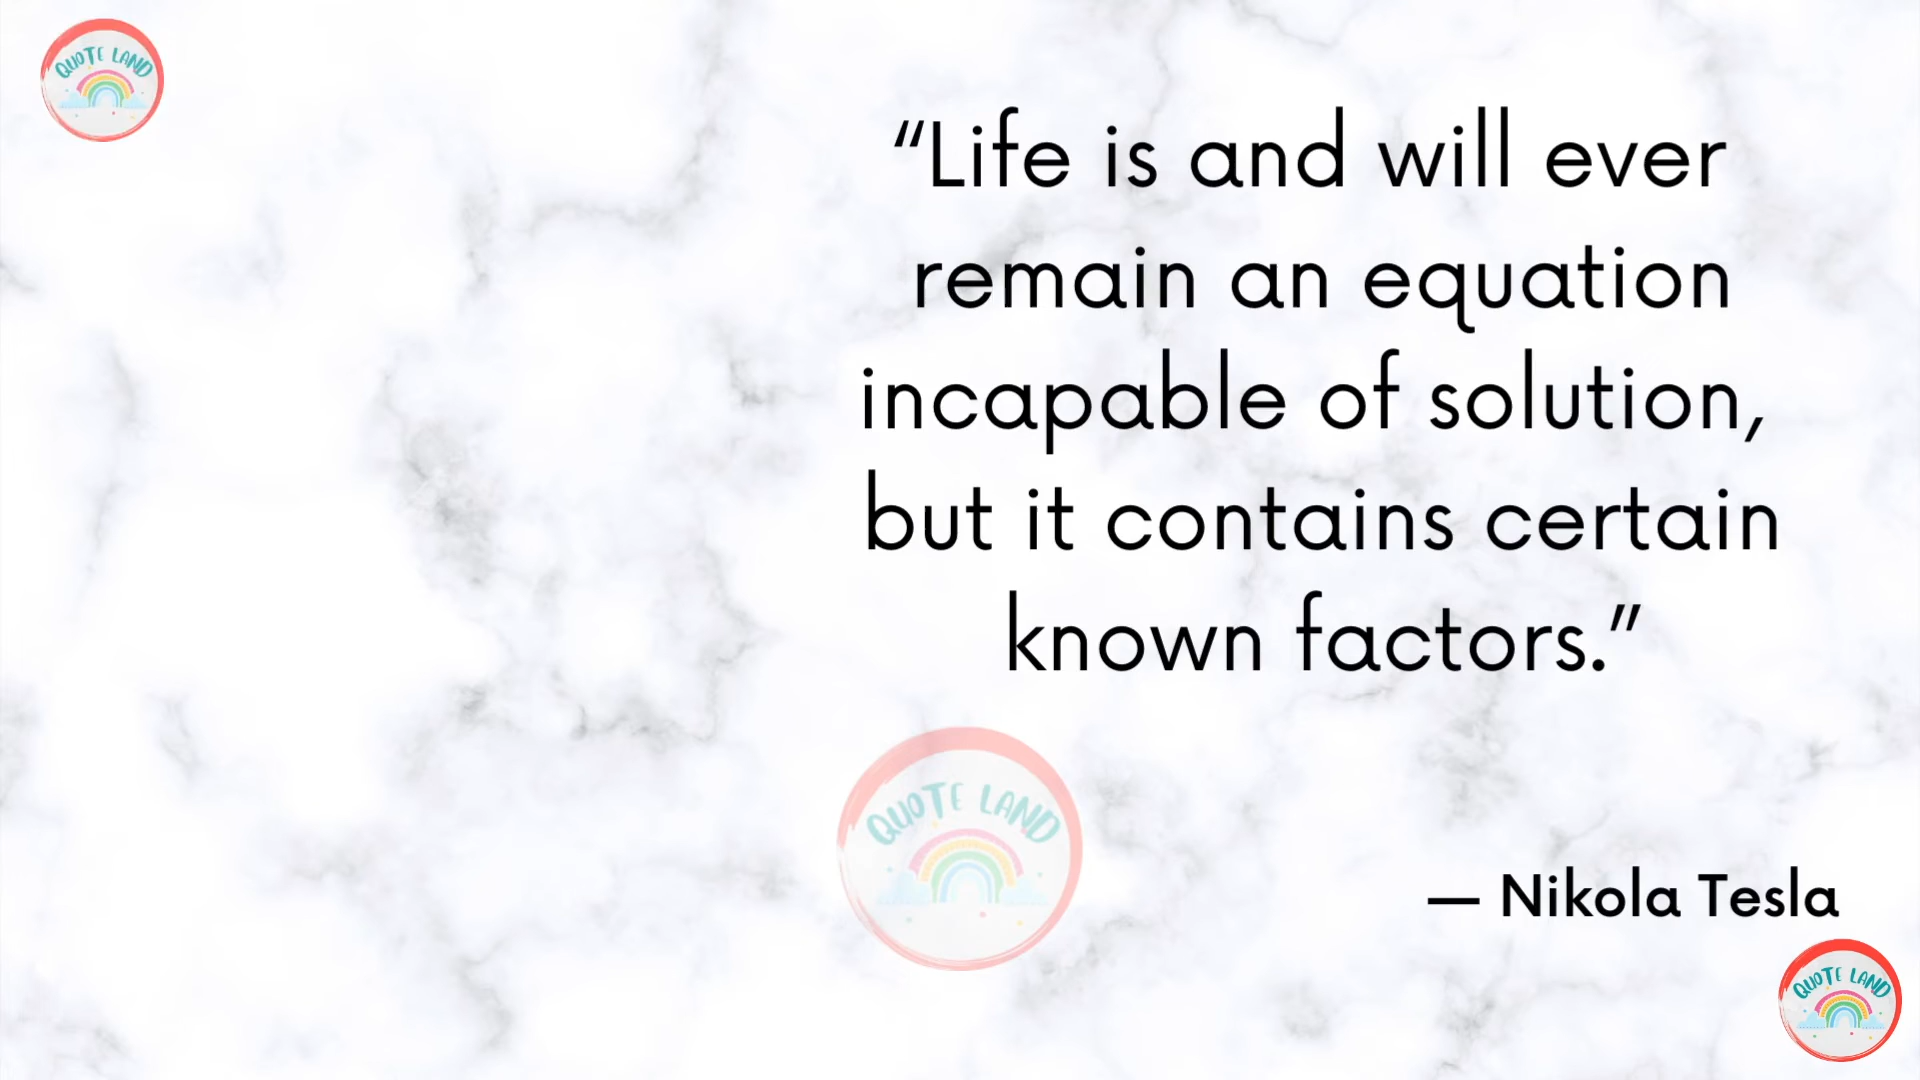 QUOTE LAND
“Life is and will ever
remain an equation
incapable of solution,
but it contains certain
known factors.”
QUOTE LAND
— Nikola Tesla
QUOTE LAND